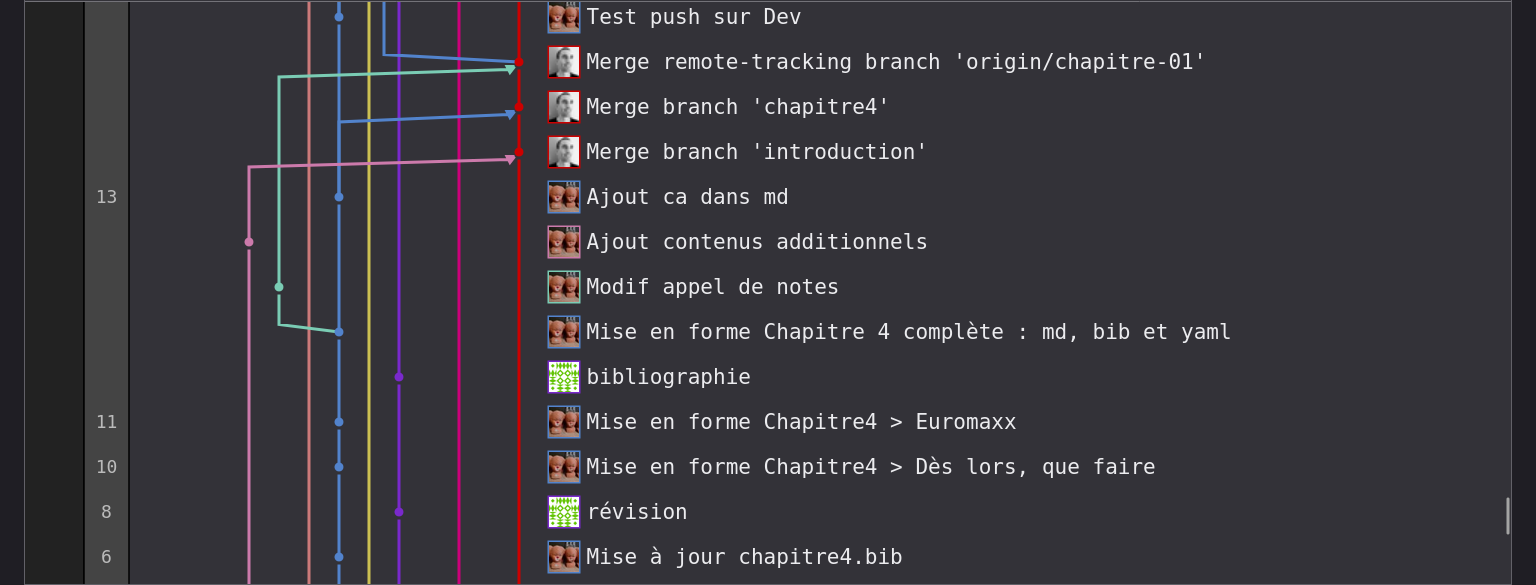 Test push sur Dev
Merge remote-tracking branch 'origin/chapitre-01'
Merge branch 'chapitre4'
Merge branch 'introduction'
13 Ajout ca dans md
Ajout contenus additionnels
Modif appel de notes
Mise en forme Chapitre 4 complète : md, bib et yaml
bibliographie
11 Mise en forme Chapitre4 > Euromaxx
10 Mise en forme Chapitre4 > Dès lors, que faire
8 révision
6 Mise à jour chapitre4.bib